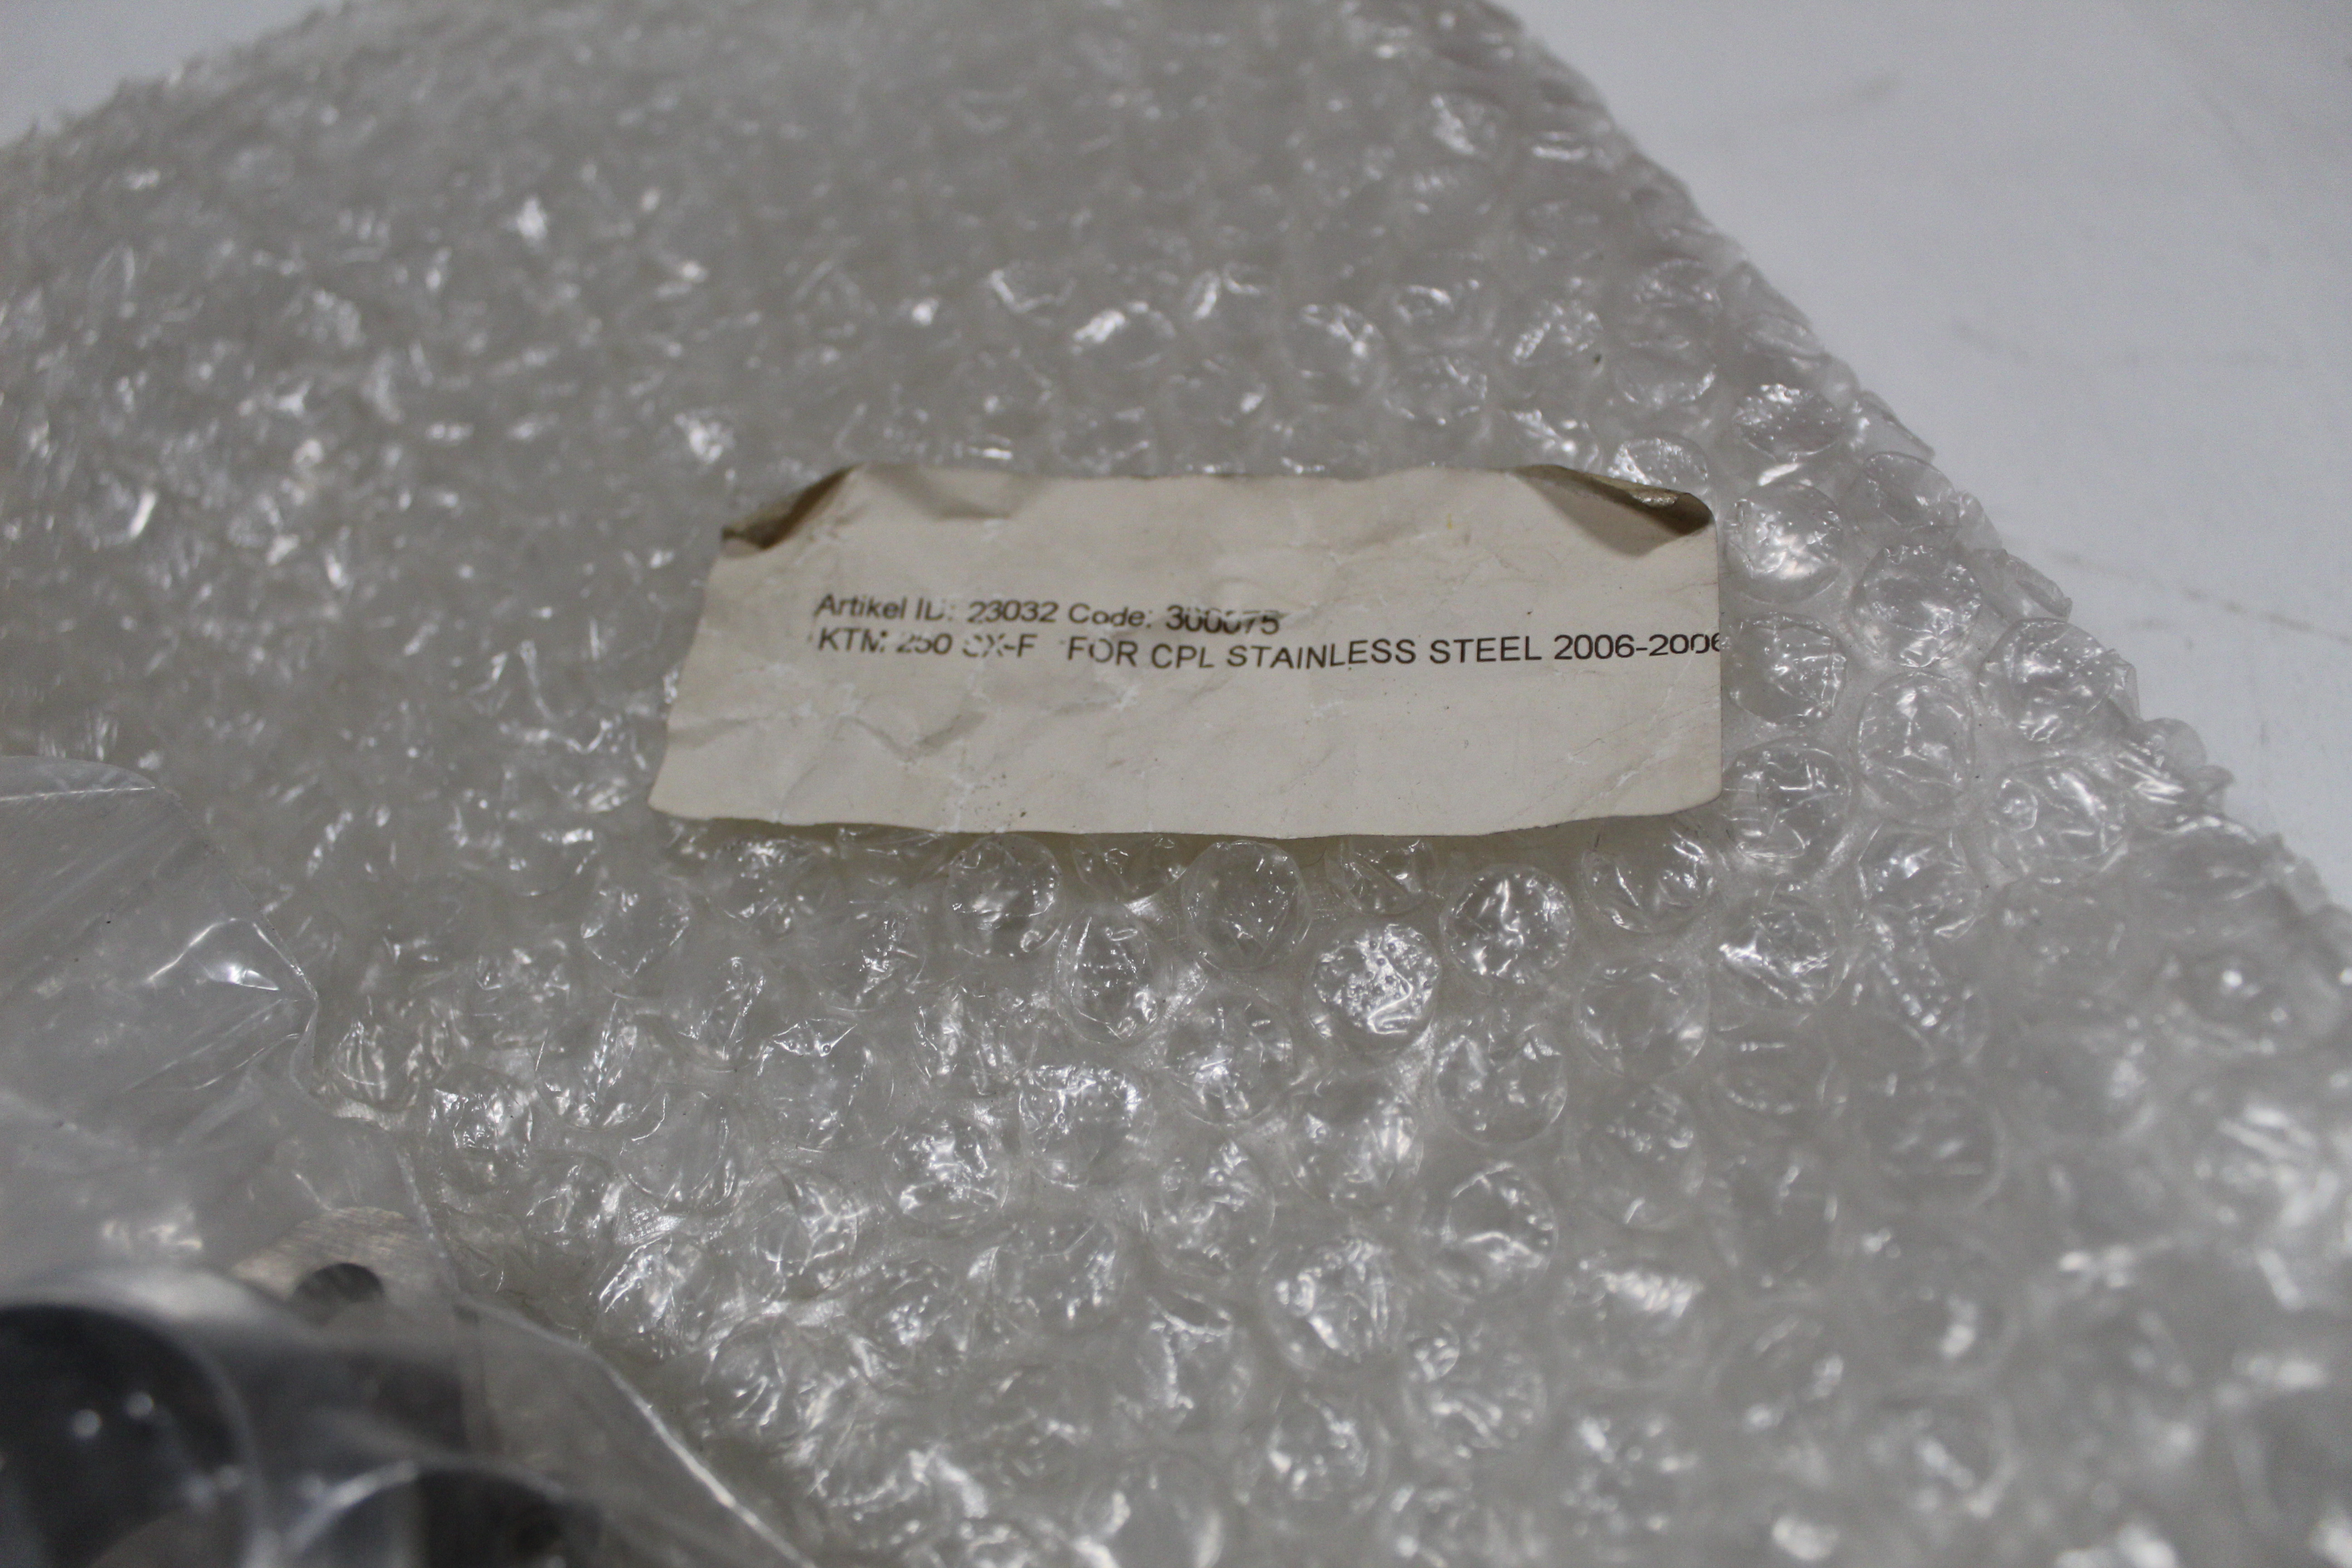 Artikel ID: 23032 Code: 300075
KTM 250 SX-F FOR CPL STAINLESS STEEL 2006-2006